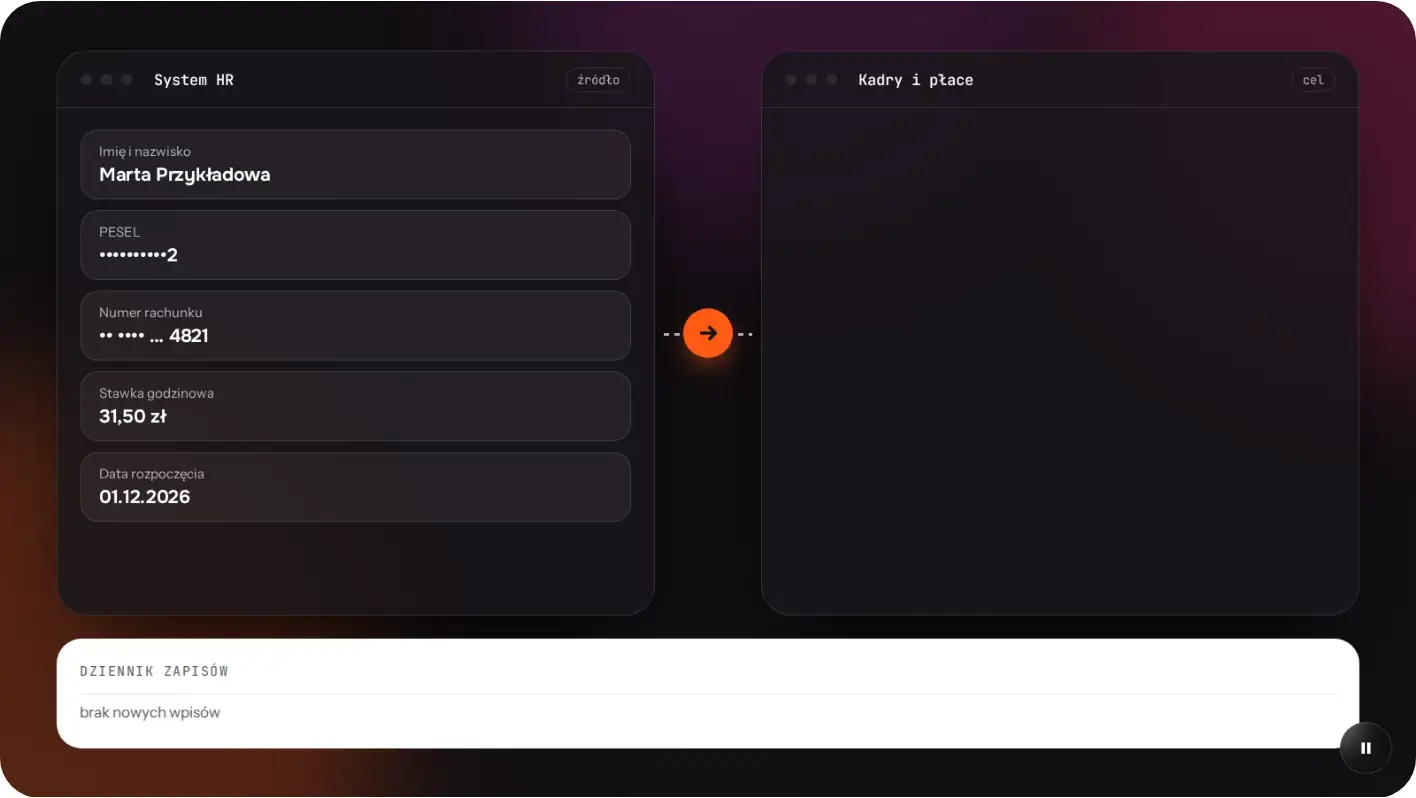 System HR
źródło
Imię i nazwisko
Marta Przykładowa
PESEL
••••••••••2
Numer rachunku
•• •••• ... 4821
Stawka godzinowa
31,50 zł
Data rozpoczęcia
01.12.2026
Kadry i płace
cel
DZIENNIK ZAPISÓW
brak nowych wpisów